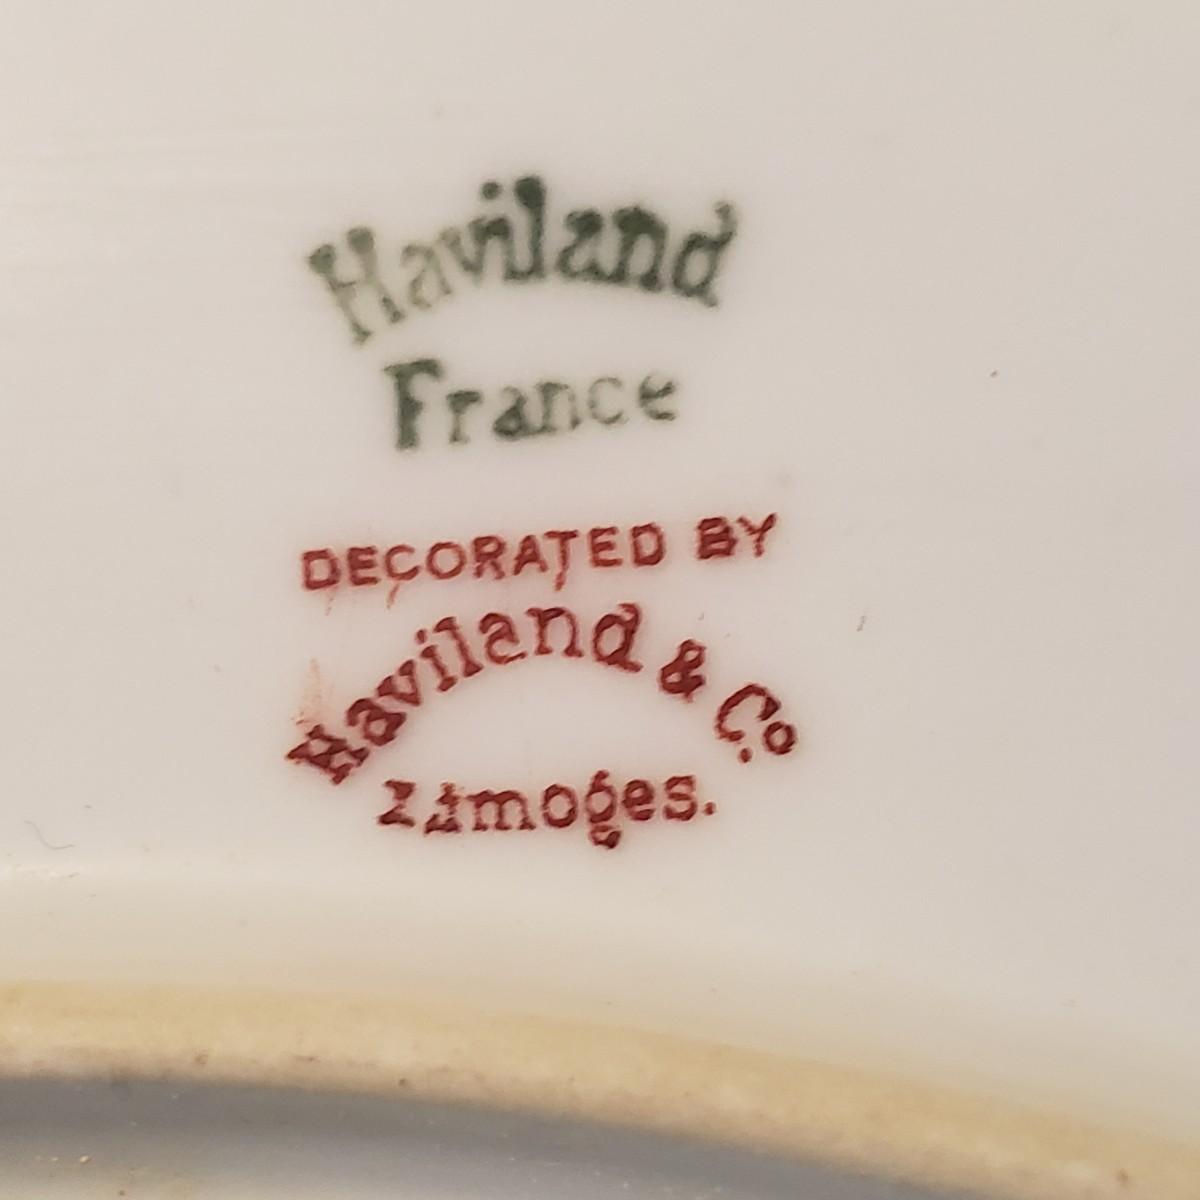 Haviland
France
DECORATED BY
Haviland & Co
Limoges.